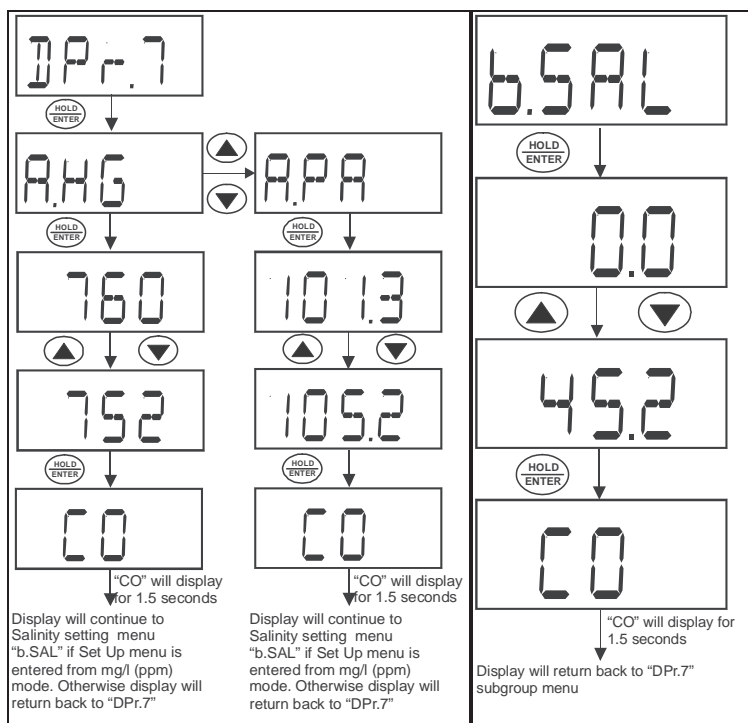 DPr.7
HOLD
ENTER
A.HG
HOLD
ENTER
760
752
HOLD
ENTER
CO
"CO" will display
for 1.5 seconds
Display will continue to
Salinity setting menu
"b.SAL" if Set Up menu is
entered from mg/l (ppm)
mode. Otherwise display will
return back to "DPr.7"
A.PA
HOLD
ENTER
101.3
105.2
HOLD
ENTER
CO
"CO" will display
for 1.5 seconds
Display will continue to
Salinity setting menu
"b.SAL" if Set Up menu is
entered from mg/l (ppm)
mode. Otherwise display will
return back to "DPr.7"
b.SAL
HOLD
ENTER
0.0
45.2
HOLD
ENTER
CO
"CO" will display for
1.5 seconds
Display will return back to "DPr.7"
subgroup menu